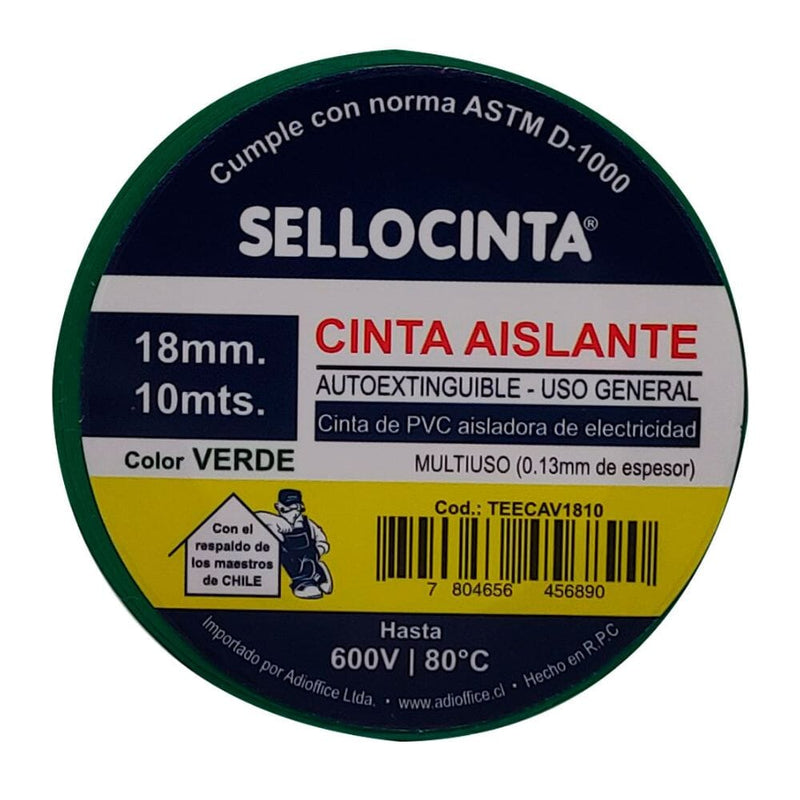 Cumple con norma ASTM D-1000
SELLOCINTA®
18mm.
10mts.
CINTA AISLANTE
AUTOEXTINGUIBLE - USO GENERAL
Cinta de PVC aisladora de electricidad
Color VERDE
MULTIUSO (0.13mm de espesor)
Cod.: TEECAV1810
7 804656 456890
Con el
respaldo de
los maestros
de CHILE
Hasta
600V | 80°C
Importado por Adioffice Ltda. • www.adioffice.cl • Hecho en R.P.C